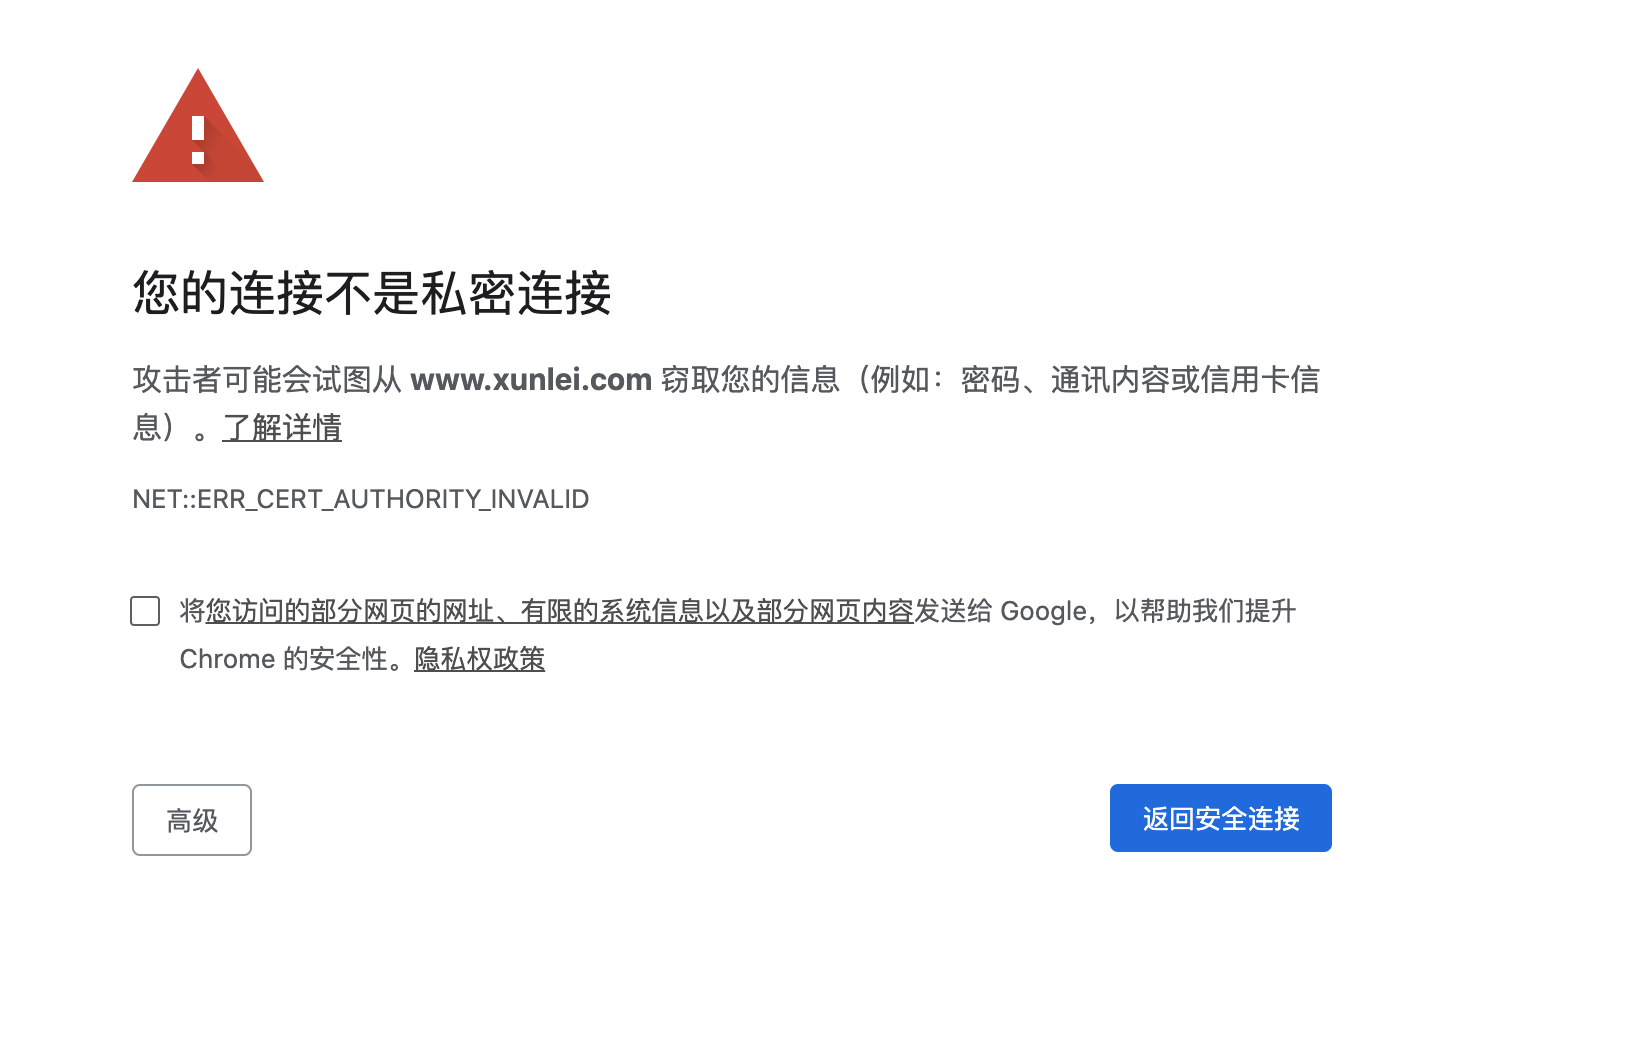 您的连接不是私密连接
攻击者可能会试图从 www.xunlei.com 窃取您的信息（例如：密码、通讯内容或信用卡信
息）。了解详情
NET::ERR_CERT_AUTHORITY_INVALID
将您访问的部分网页的网址、有限的系统信息以及部分网页内容发送给 Google，以帮助我们提升
Chrome 的安全性。隐私权政策
高级
返回安全连接